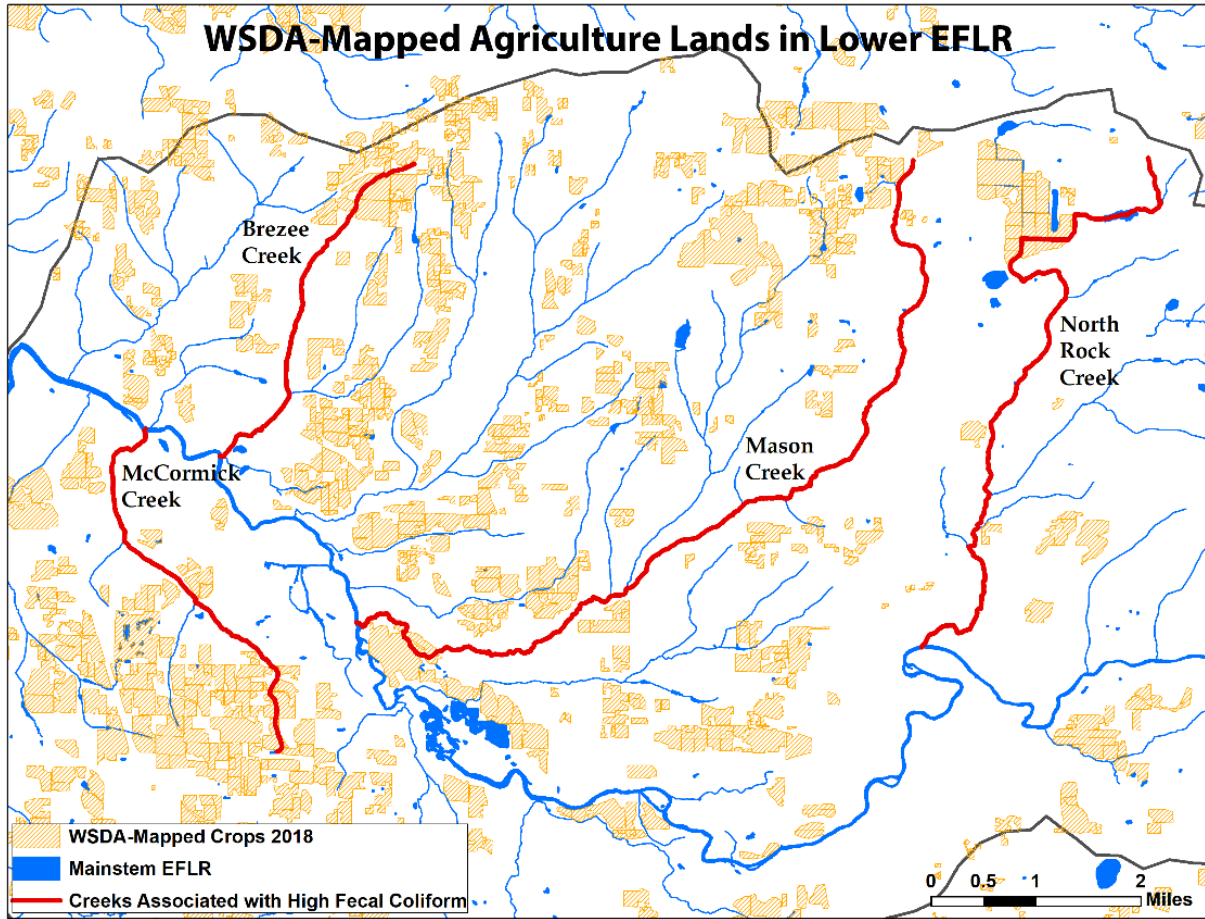 WSDA-Mapped Agriculture Lands in Lower EFLR
Brezee
Creek
North
Rock
Creek
Mason
Creek
McCormick
Creek
WSDA-Mapped Crops 2018
Mainstem EFLR
Creeks Associated with High Fecal Coliform
0 0.5 1 2
Miles